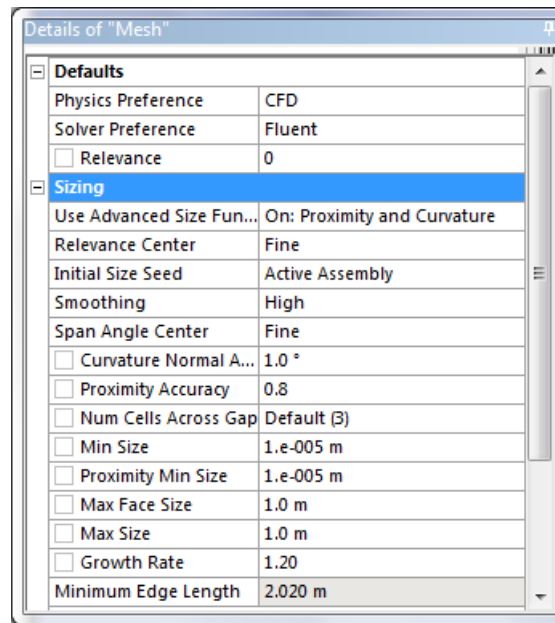 Details of "Mesh"
Defaults
Physics Preference CFD
Solver Preference Fluent
Relevance 0
Sizing
Use Advanced Size Fun... On: Proximity and Curvature
Relevance Center Fine
Initial Size Seed Active Assembly
Smoothing High
Span Angle Center Fine
Curvature Normal A... 1.0 °
Proximity Accuracy 0.8
Num Cells Across Gap Default (3)
Min Size 1.e-005 m
Proximity Min Size 1.e-005 m
Max Face Size 1.0 m
Max Size 1.0 m
Growth Rate 1.20
Minimum Edge Length 2.020 m